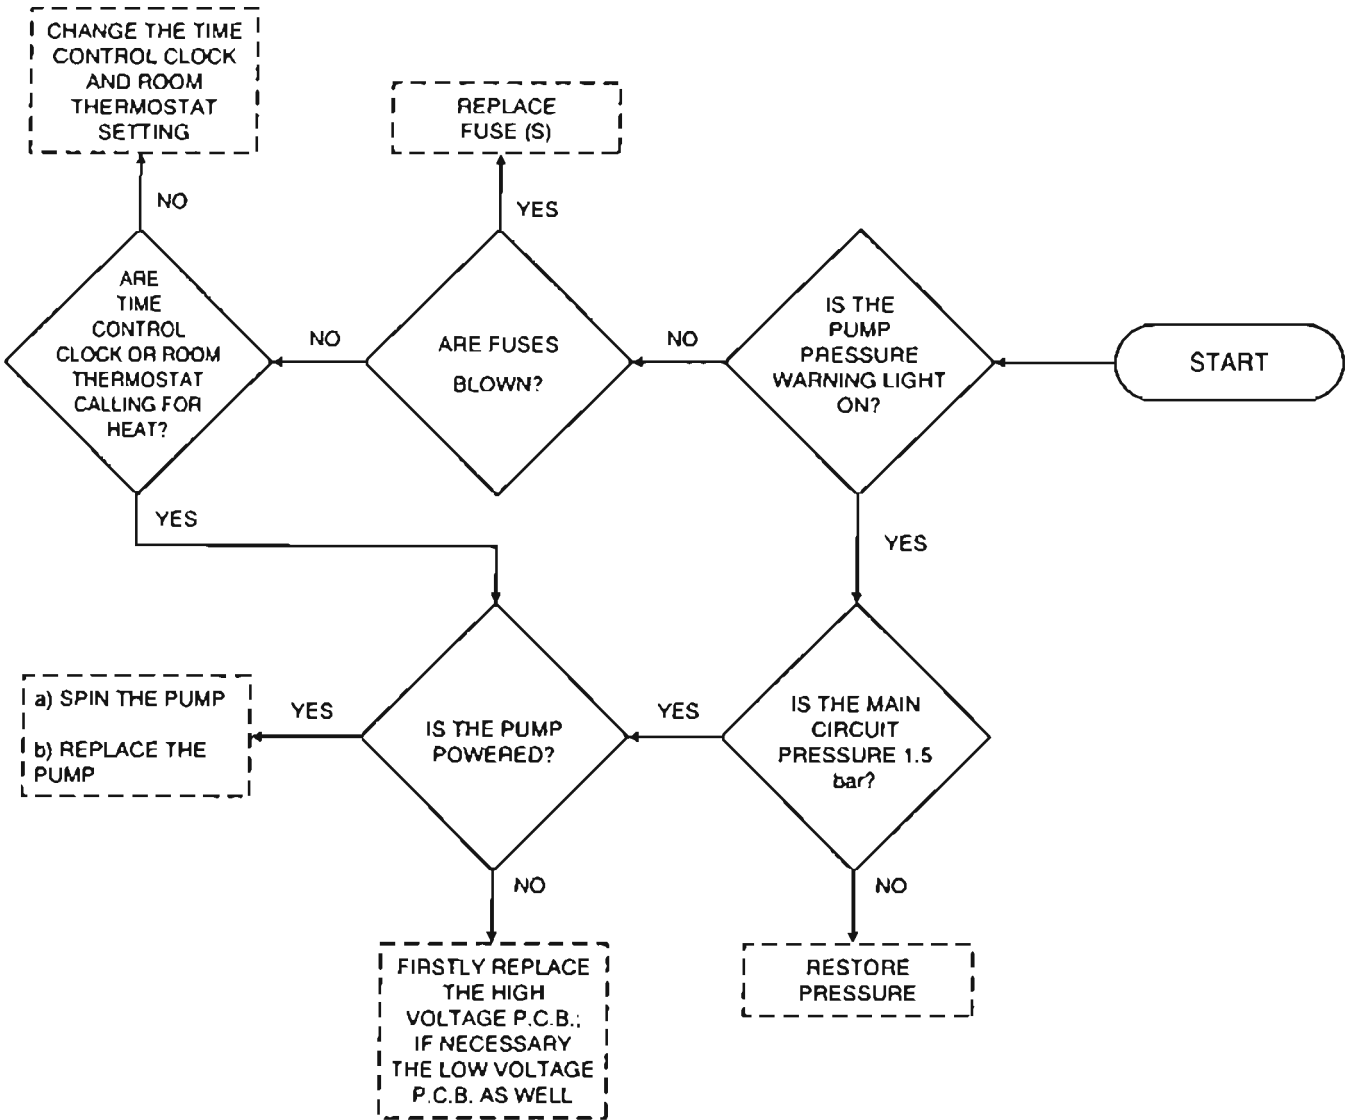 CHANGE THE TIME
CONTROL CLOCK
AND ROOM
THERMOSTAT
SETTING
REPLACE
FUSE (S)
NO
YES
ARE
TIME
CONTROL
CLOCK OR ROOM
THERMOSTAT
CALLING FOR
HEAT?
NO
ARE FUSES
BLOWN?
NO
IS THE
PUMP
PRESSURE
WARNING LIGHT
ON?
START
YES
YES
a) SPIN THE PUMP
b) REPLACE THE
PUMP
YES
IS THE PUMP
POWERED?
YES
IS THE MAIN
CIRCUIT
PRESSURE 1.5
bar?
NO
NO
FIRSTLY REPLACE
THE HIGH
VOLTAGE P.C.B.;
IF NECESSARY
THE LOW VOLTAGE
P.C.B. AS WELL
RESTORE
PRESSURE